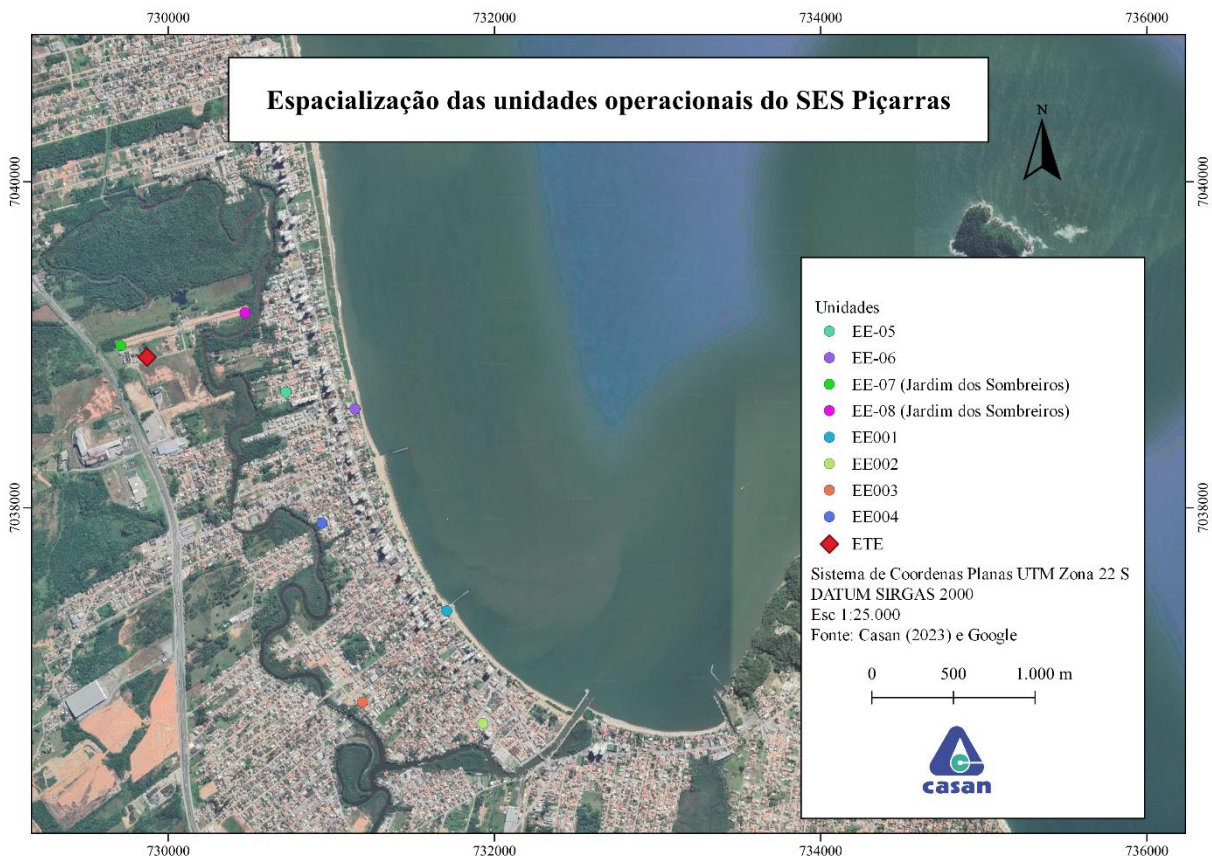 730000 732000 734000 736000
Espacialização das unidades operacionais do SES Piçarras
N
7040000 7040000
Unidades
EE-05
EE-06
EE-07 (Jardim dos Sombreiros)
EE-08 (Jardim dos Sombreiros)
EE001
EE002
7038000 7038000
EE003
EE004
ETE
Sistema de Coordenas Planas UTM Zona 22 S
DATUM SIRGAS 2000
Esc 1:25.000
Fonte: Casan (2023) e Google
0 500 1.000 m
casan
730000 732000 734000 736000